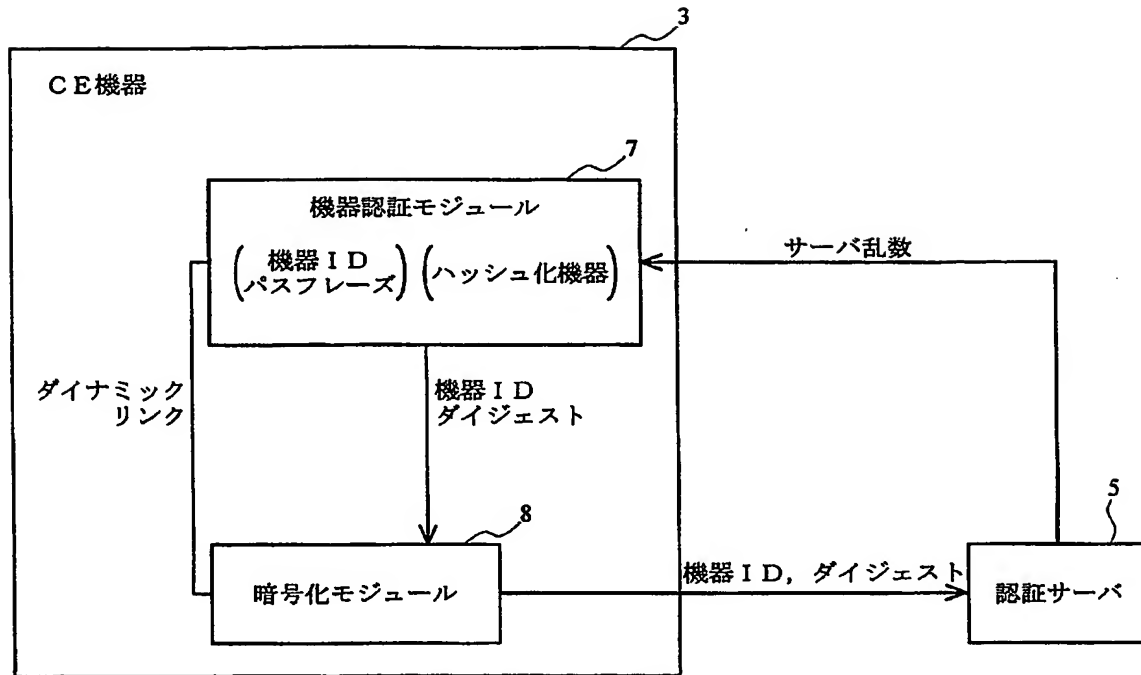 3
CE機器
7
機器認証モジュール
(機器ID
パスフレーズ) (ハッシュ化機器)
サーバ乱数
ダイナミック
リンク
機器ID
ダイジェスト
8
暗号化モジュール
機器ID,ダイジェスト
5
認証サーバ